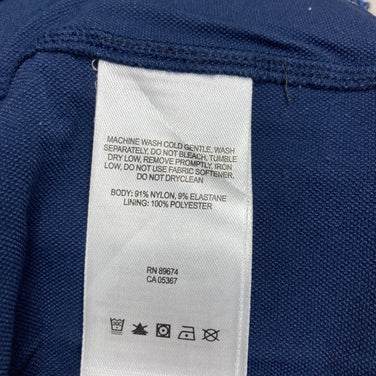 MACHINE WASH COLD GENTLE, WASH
SEPARATELY, DO NOT BLEACH, TUMBLE
DRY LOW, REMOVE PROMPTLY, IRON
LOW, DO NOT USE FABRIC SOFTENER,
DO NOT DRYCLEAN
BODY: 91% NYLON, 9% ELASTANE
LINING: 100% POLYESTER
RN 89674
CA 05367